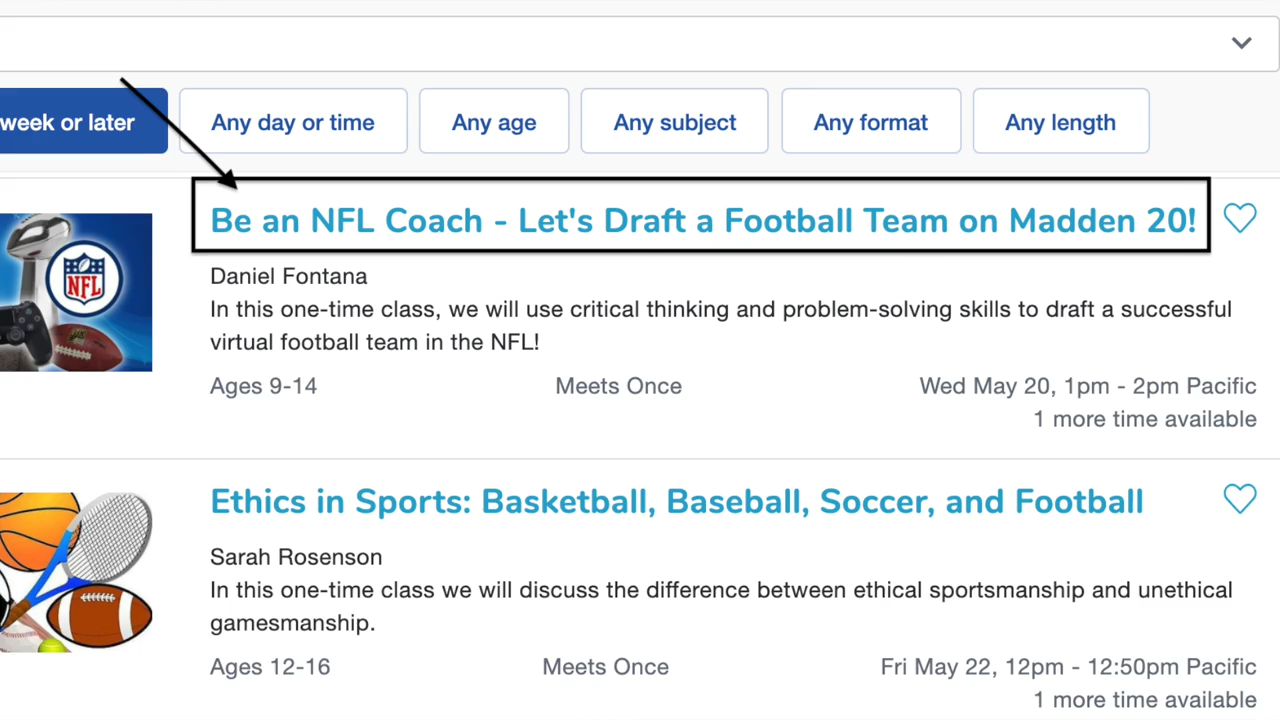 week or later
Any day or time
Any age
Any subject
Any format
Any length
Be an NFL Coach - Let's Draft a Football Team on Madden 20!
NFL
Daniel Fontana
In this one-time class, we will use critical thinking and problem-solving skills to draft a successful
virtual football team in the NFL!
Ages 9-14
Meets Once
Wed May 20, 1pm - 2pm Pacific
1 more time available
Ethics in Sports: Basketball, Baseball, Soccer, and Football
Sarah Rosenson
In this one-time class we will discuss the difference between ethical sportsmanship and unethical
gamesmanship.
Ages 12-16
Meets Once
Fri May 22, 12pm - 12:50pm Pacific
1 more time available